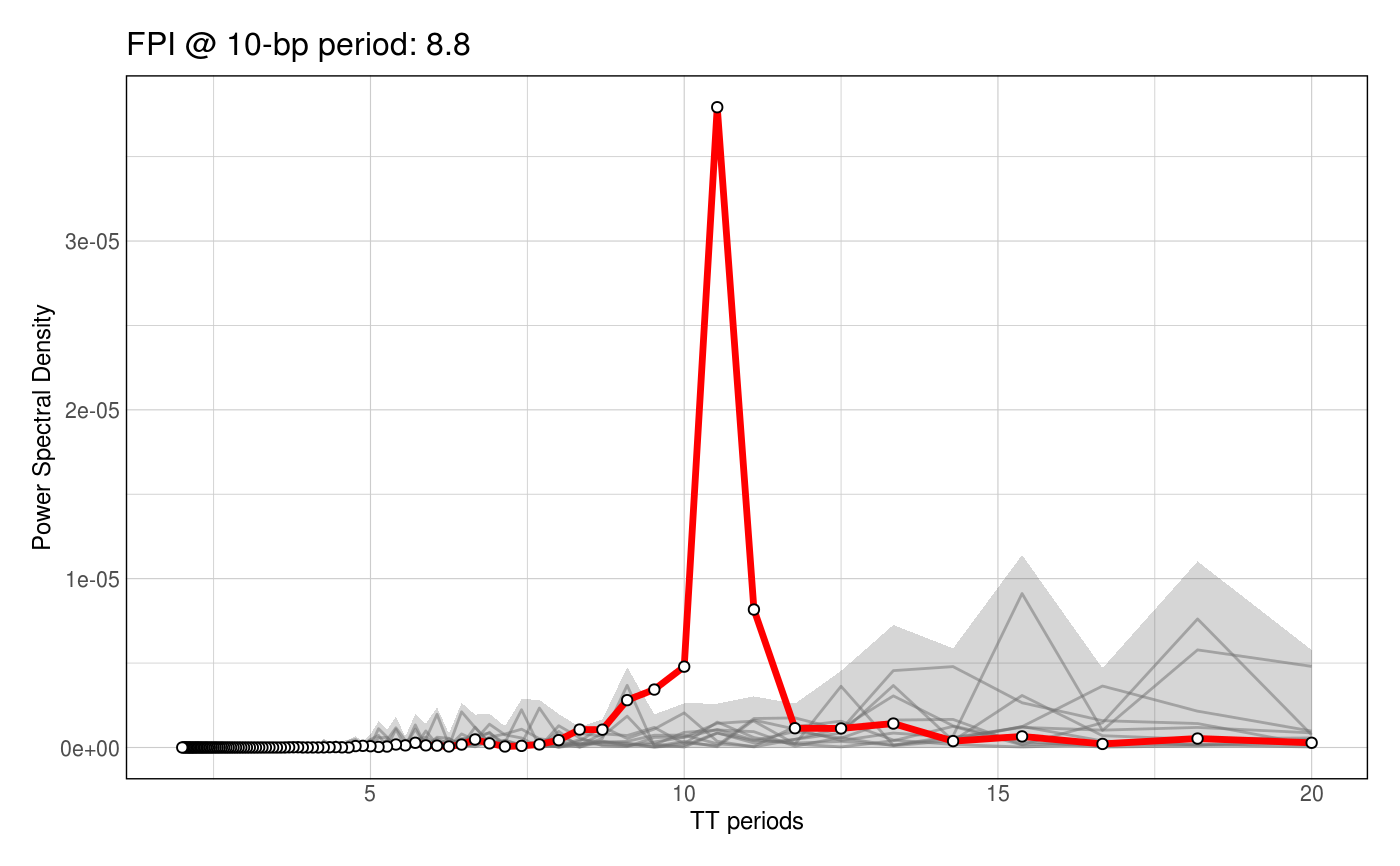 FPI @ 10-bp period: 8.8
Power Spectral Density
3e-05
2e-05
1e-05
0e+00
5
10
15
20
TT periods